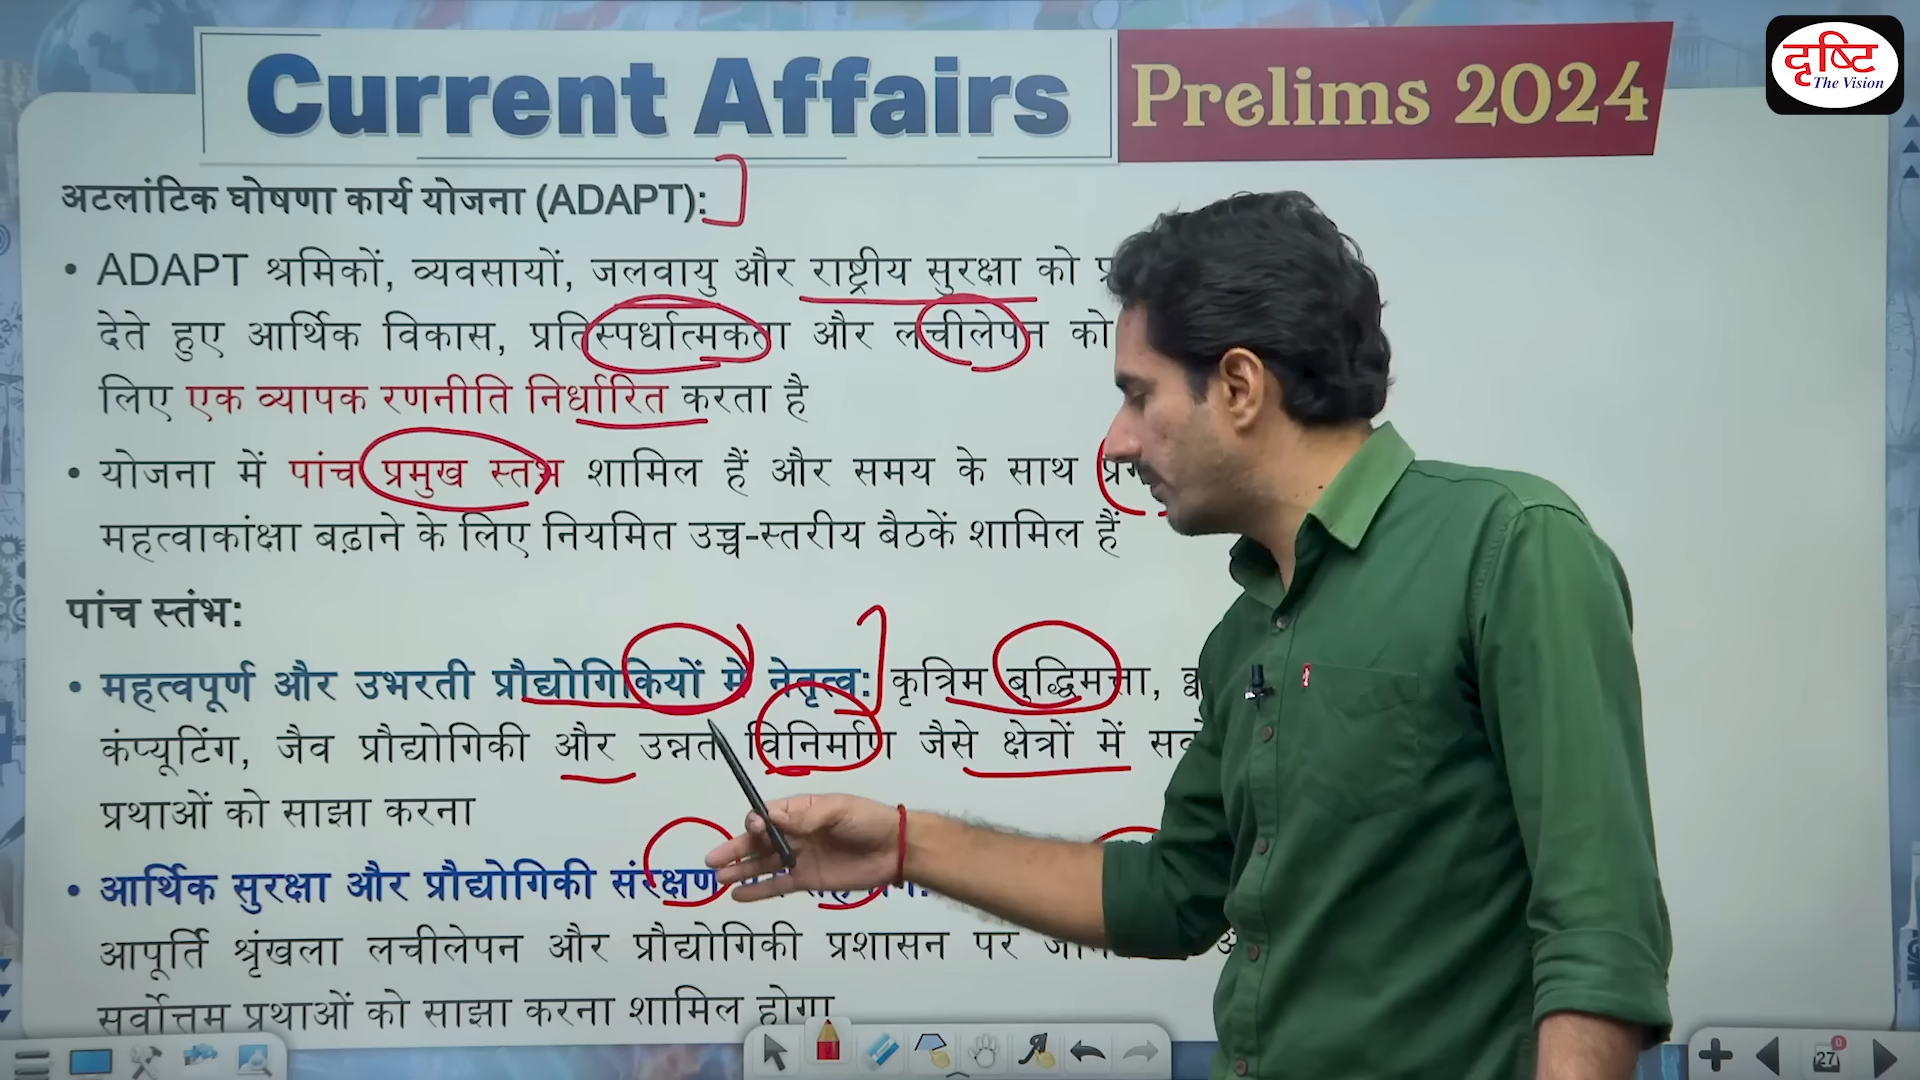 Current Affairs Prelims 2024
दृष्टि
The Vision
अटलांटिक घोषणा कार्य योजना (ADAPT):
• ADAPT श्रमिकों, व्यवसायों, जलवायु और राष्ट्रीय सुरक्षा को
देते हुए आर्थिक विकास, प्रतिस्पर्धात्मकता और लचीलेपन को
लिए एक व्यापक रणनीति निर्धारित करता है
• योजना में पांच प्रमुख स्तंभ शामिल हैं और समय के साथ
महत्वाकांक्षा बढ़ाने के लिए नियमित उच्च-स्तरीय बैठकें शामिल हैं
पांच स्तंभ:
• महत्वपूर्ण और उभरती प्रौद्योगिकियों में नेतृत्व: कृत्रिम बुद्धिमत्ता,
कंप्यूटिंग, जैव प्रौद्योगिकी और उन्नत विनिर्माण जैसे क्षेत्रों में
प्रथाओं को साझा करना
• आर्थिक सुरक्षा और प्रौद्योगिकी संरक्षण
आपूर्ति श्रृंखला लचीलेपन और प्रौद्योगिकी प्रशासन पर
सर्वोत्तम प्रथाओं को साझा करना शामिल होगा
27
0